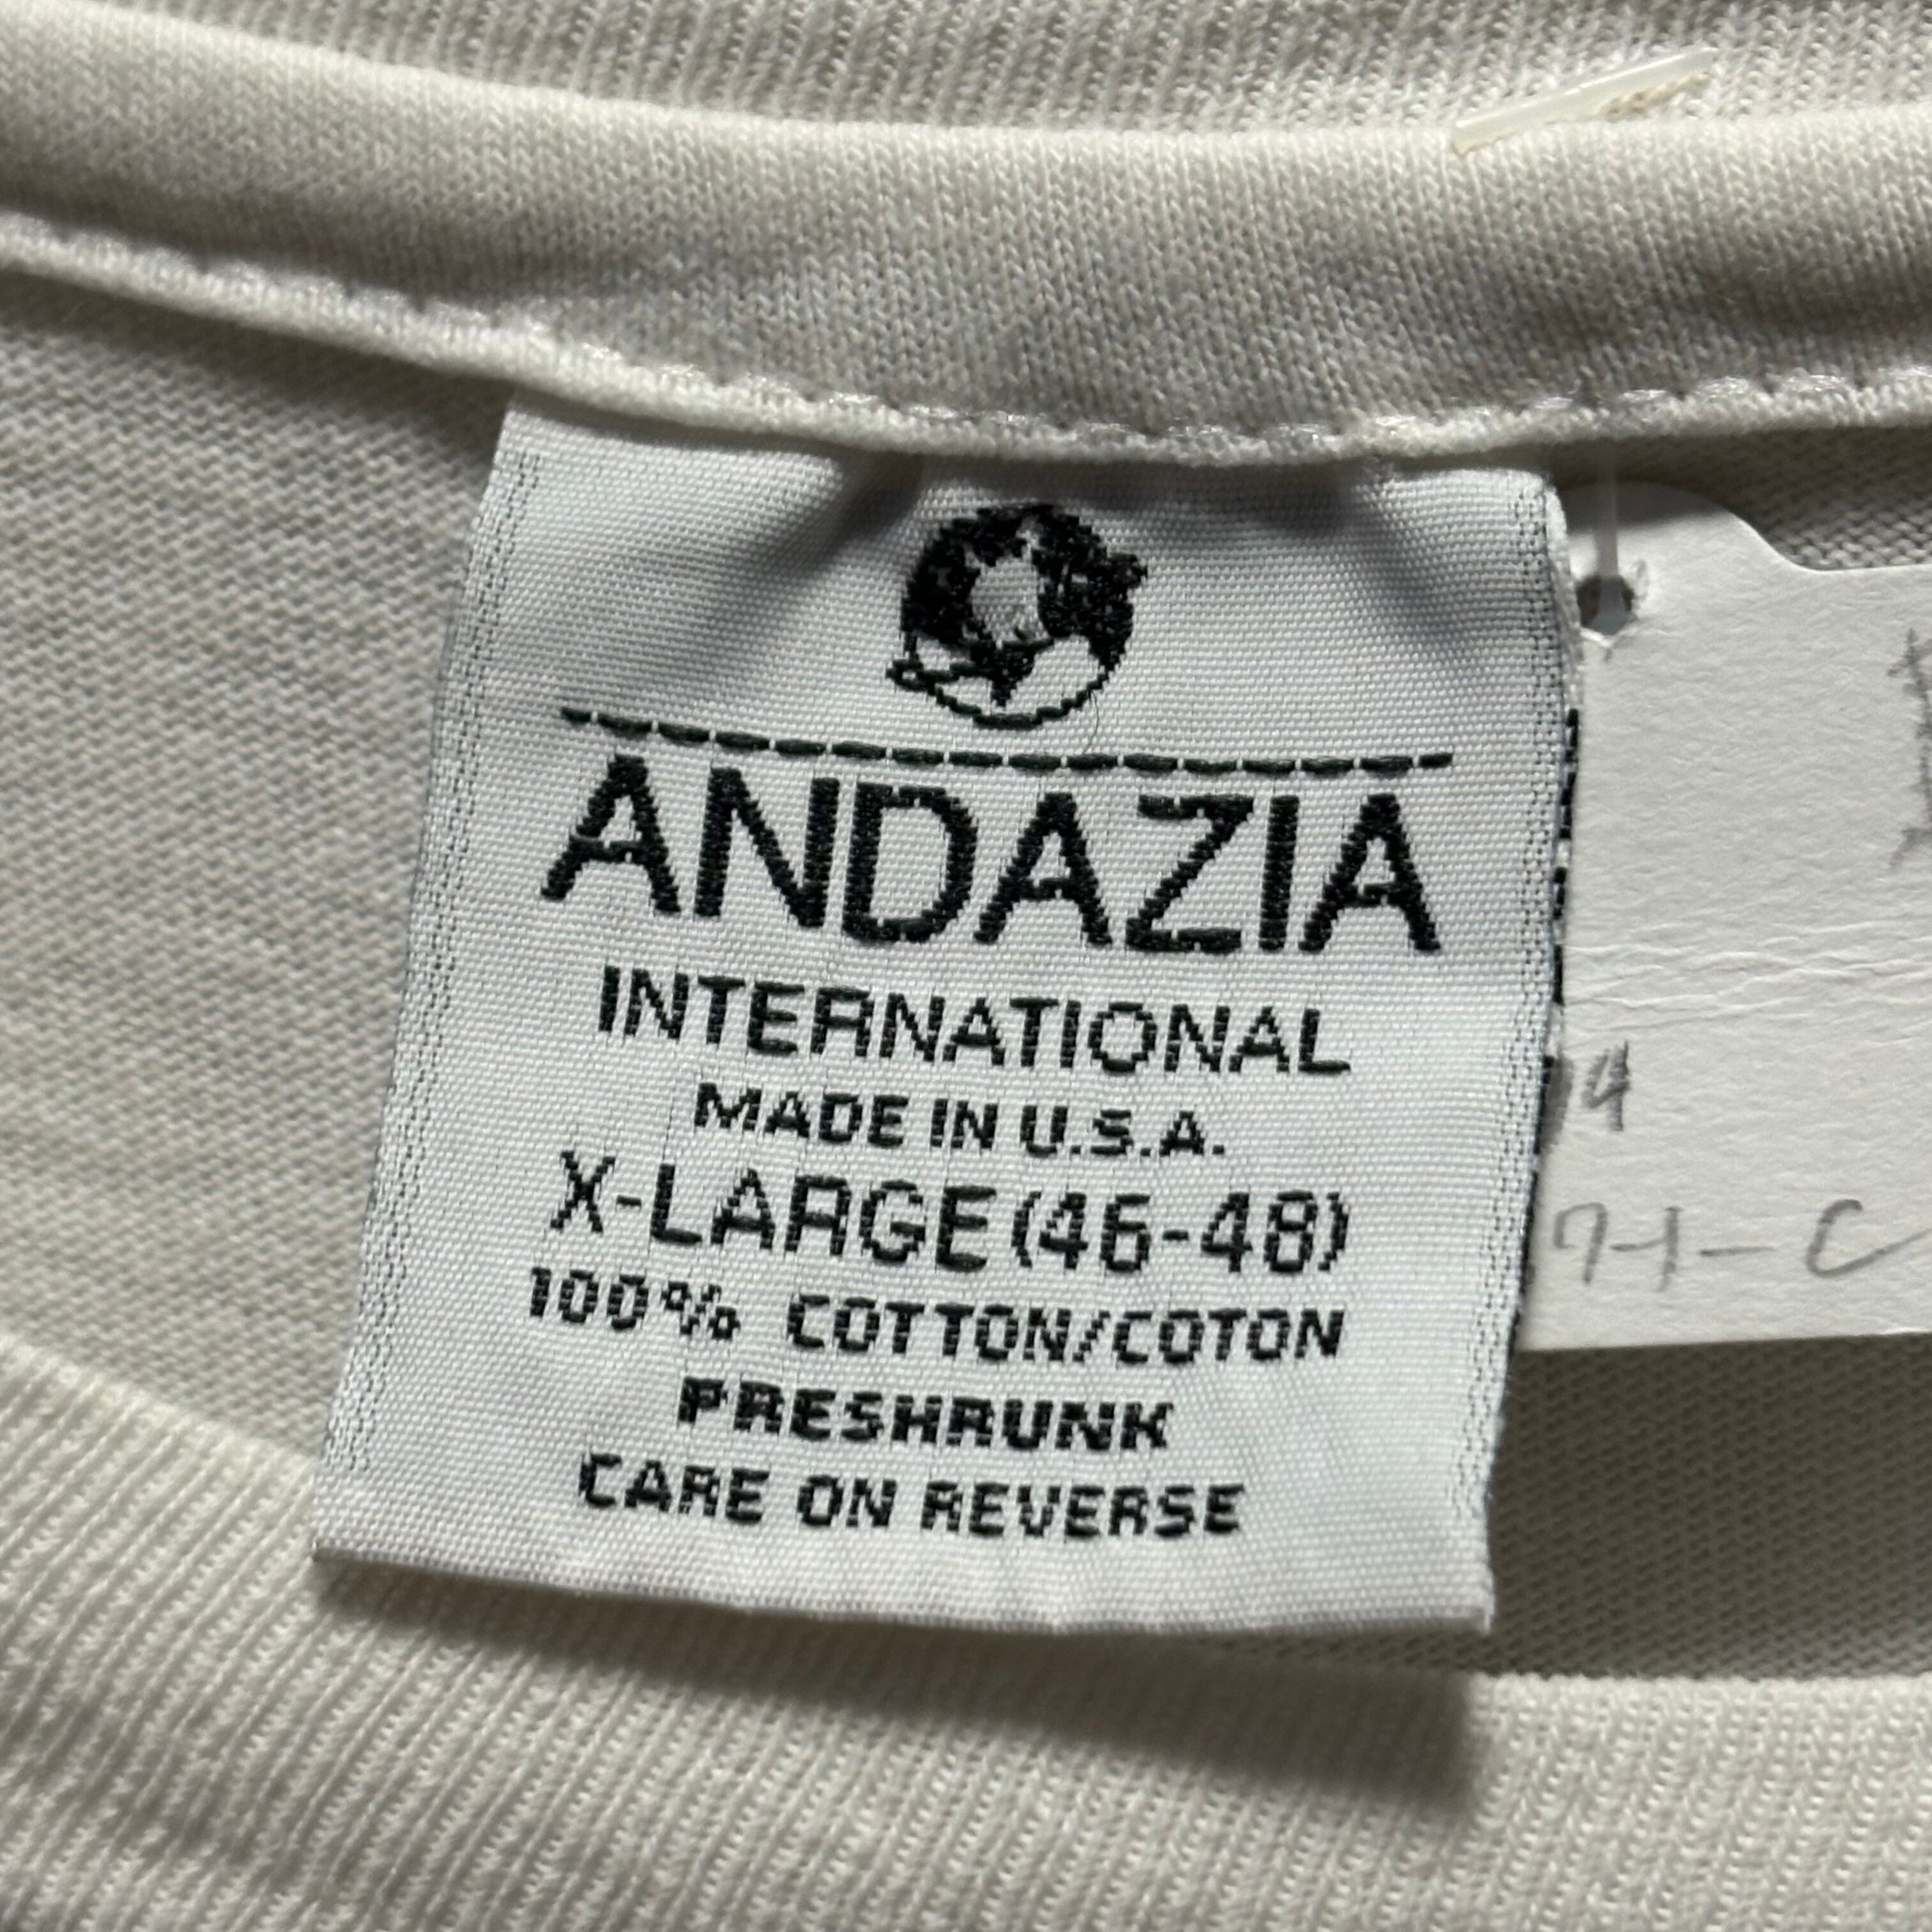 ANDAZIA
INTERNATIONAL
MADE IN U.S.A.
X-LARGE (46-48)
100% COTTON/COTON
PRESHRUNK
CARE ON REVERSE